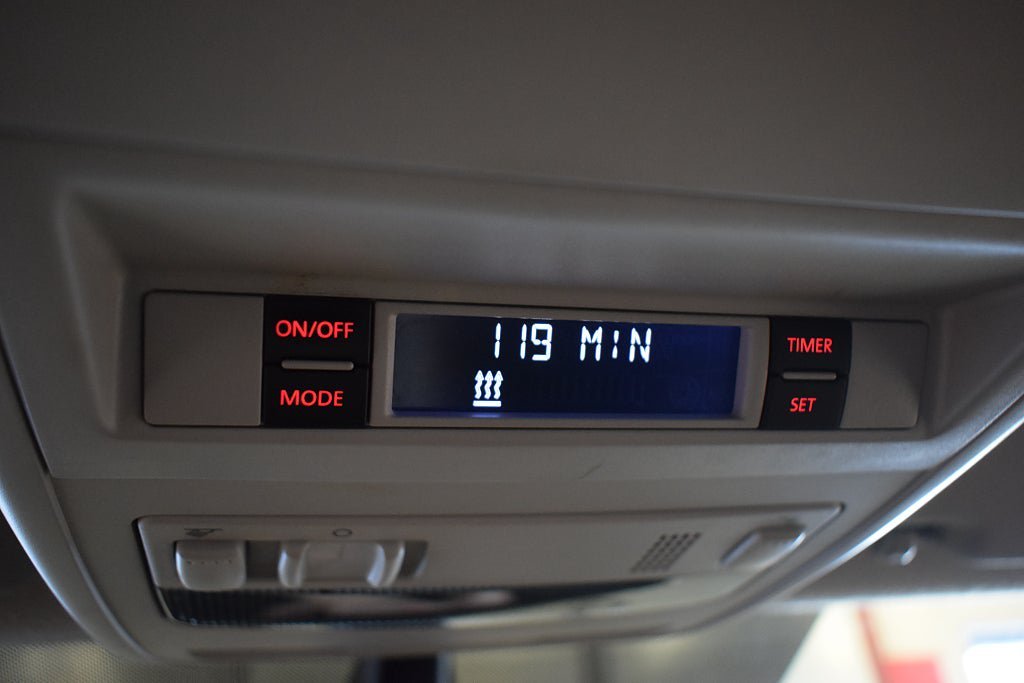 ON/OFF
MODE
119 MIN
TIMER
SET